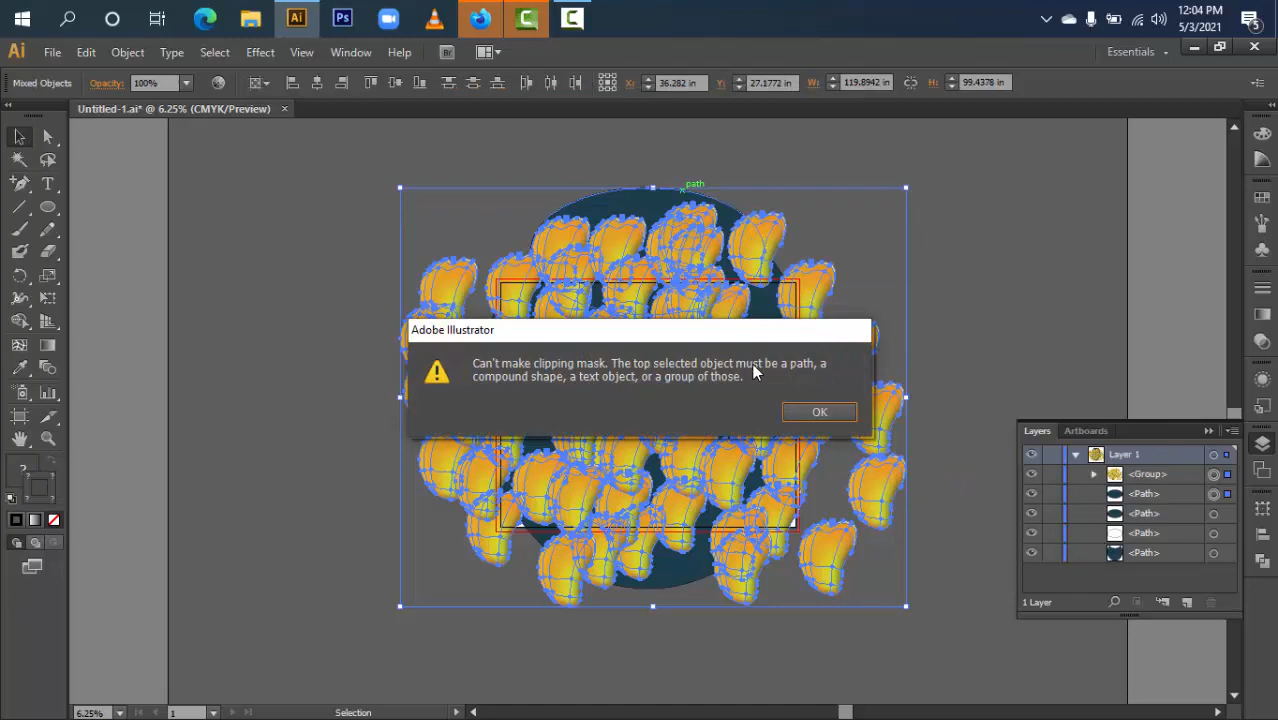 12:04 PM
5/3/2021
5
Ai
Ps
Ai File Edit Object Type Select Effect View Window Help Br Essentials
Mixed Objects Opacity: 100% X: 36.282 in Y: 27.1772 in W: 119.8942 in H: 99.4378 in
Untitled-1.ai* @ 6.25% (CMYK/Preview)
path
Adobe Illustrator
Can't make clipping mask. The top selected object must be a path, a
compound shape, a text object, or a group of those.
OK
Layers Artboards
Layer 1
<Group>
<Path>
<Path>
<Path>
<Path>
1 Layer
?
6.25% 1 Selection